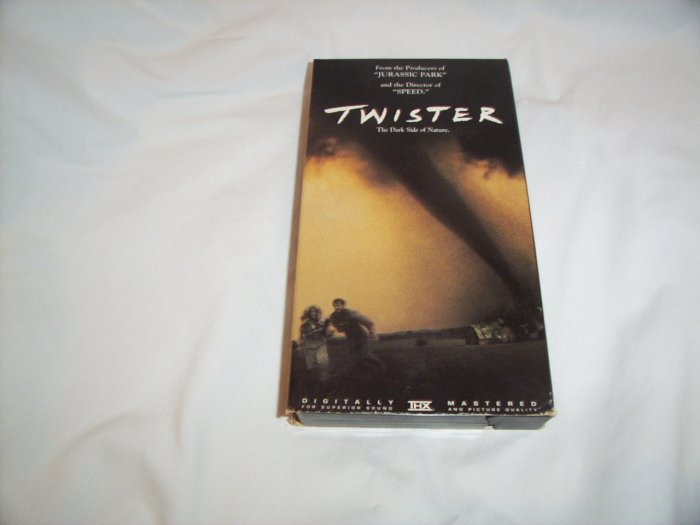 From the Producers of
"JURASSIC PARK"
and the Director of
"SPEED."
TWISTER
The Dark Side of Nature.
DIGITALLY THX MASTERED
FOR SUPERIOR SOUND AND PICTURE QUALITY